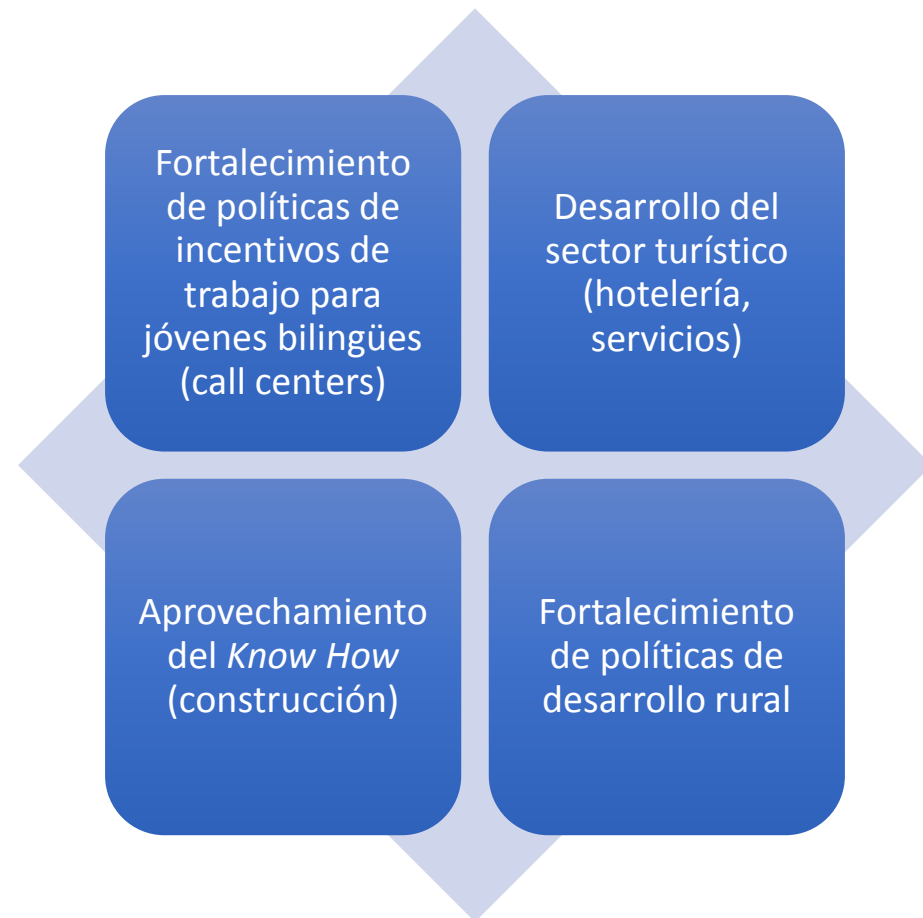 Fortalecimiento
de políticas de
incentivos de
trabajo para
jóvenes bilingües
(call centers)
Desarrollo del
sector turístico
(hotelería,
servicios)
Aprovechamiento
del Know How
(construcción)
Fortalecimiento
de políticas de
desarrollo rural